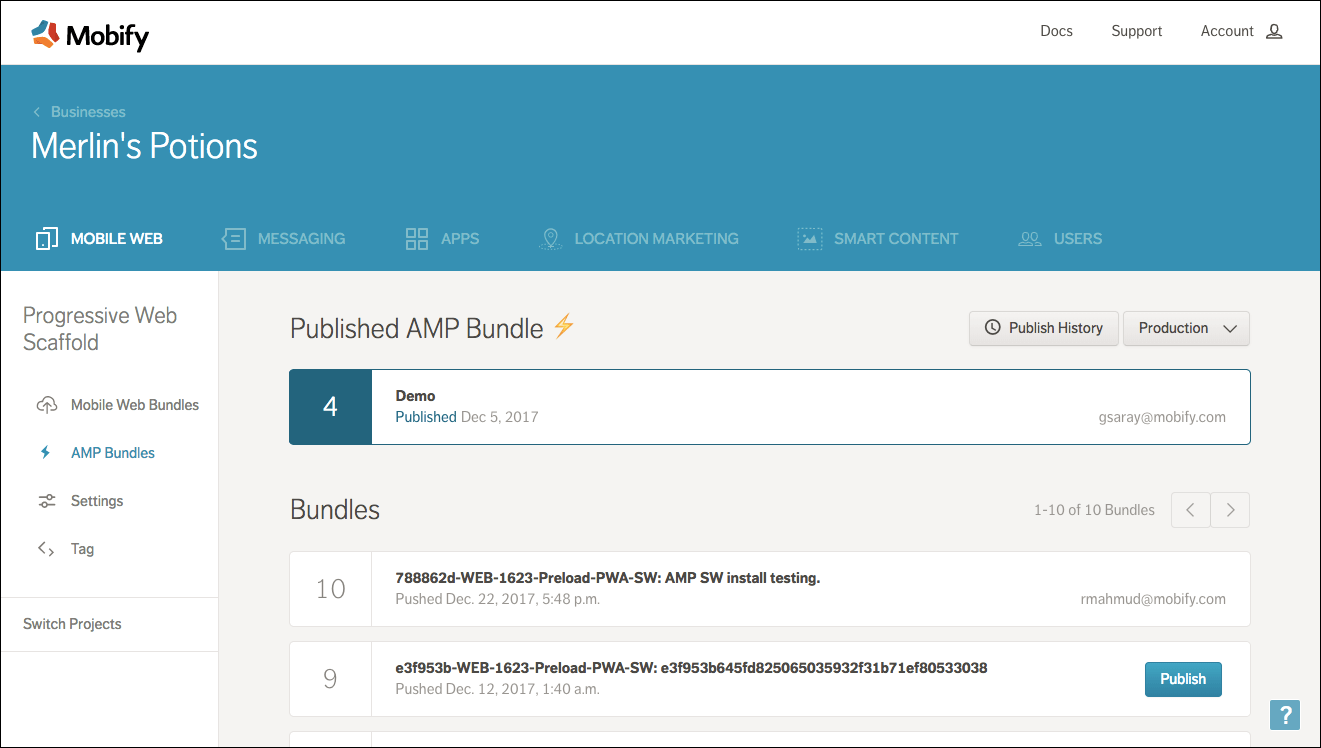 Mobify
Docs
Support
Account
Businesses
Merlin's Potions
MOBILE WEB
MESSAGING
APPS
LOCATION MARKETING
SMART CONTENT
USERS
Progressive Web
Scaffold
Mobile Web Bundles
AMP Bundles
Settings
Tag
Switch Projects
Published AMP Bundle
Publish History
Production
4
Demo
Published Dec 5, 2017
gsaray@mobify.com
Bundles
1-10 of 10 Bundles
10
788862d-WEB-1623-Preload-PWA-SW: AMP SW install testing.
Pushed Dec. 22, 2017, 5:48 p.m.
rmahmud@mobify.com
9
e3f953b-WEB-1623-Preload-PWA-SW: e3f953b645fd825065035932f31b71ef80533038
Pushed Dec. 12, 2017, 1:40 a.m.
Publish
?